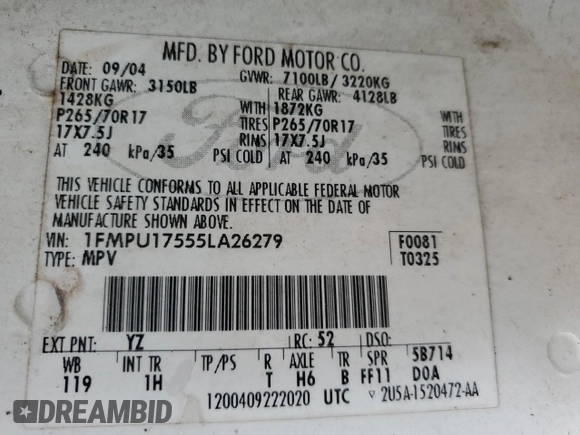 MFD. BY FORD MOTOR CO.
DATE: 09/04 GVWR: 7100LB/ 3220KG
FRONT GAWR: 3150LB REAR GAWR: 4128LB
1428KG WITH 1872KG WITH
P265/70R17 TIRES P265/70R17 TIRES
17X7.5J RIMS 17X7.5J RIMS
AT 240 kPa/35 PSI COLD AT 240 kPa/35 PSI COLD
Ford
THIS VEHICLE CONFORMS TO ALL APPLICABLE FEDERAL MOTOR
VEHICLE SAFETY STANDARDS IN EFFECT ON THE DATE OF
MANUFACTURE SHOWN ABOVE.
VIN: 1FMPU17555LA26279 F0081
TYPE: MPV T0325
EXT PNT: YZ RC: 52 DSO:
WB INT TR TP/PS R AXLE TR SPR 5B714
119 1H T H6 B FF11 DOA
1200409222020 UTC ▽ 2U5A-1520472-AA
DREAMBID